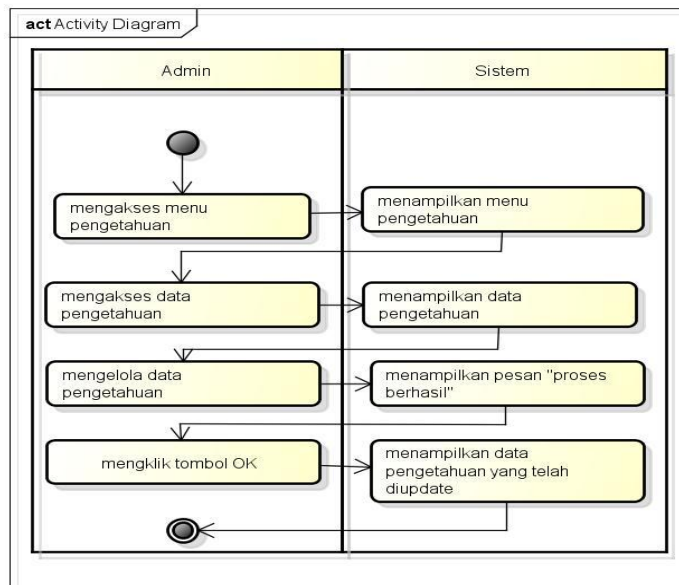 act Activity Diagram
Admin
Sistem
mengakses menu
pengetahuan
menampilkan menu
pengetahuan
mengakses data
pengetahuan
menampilkan data
pengetahuan
mengelola data
pengetahuan
menampilkan pesan "proses
berhasil"
mengklik tombol OK
menampilkan data
pengetahuan yang telah
diupdate